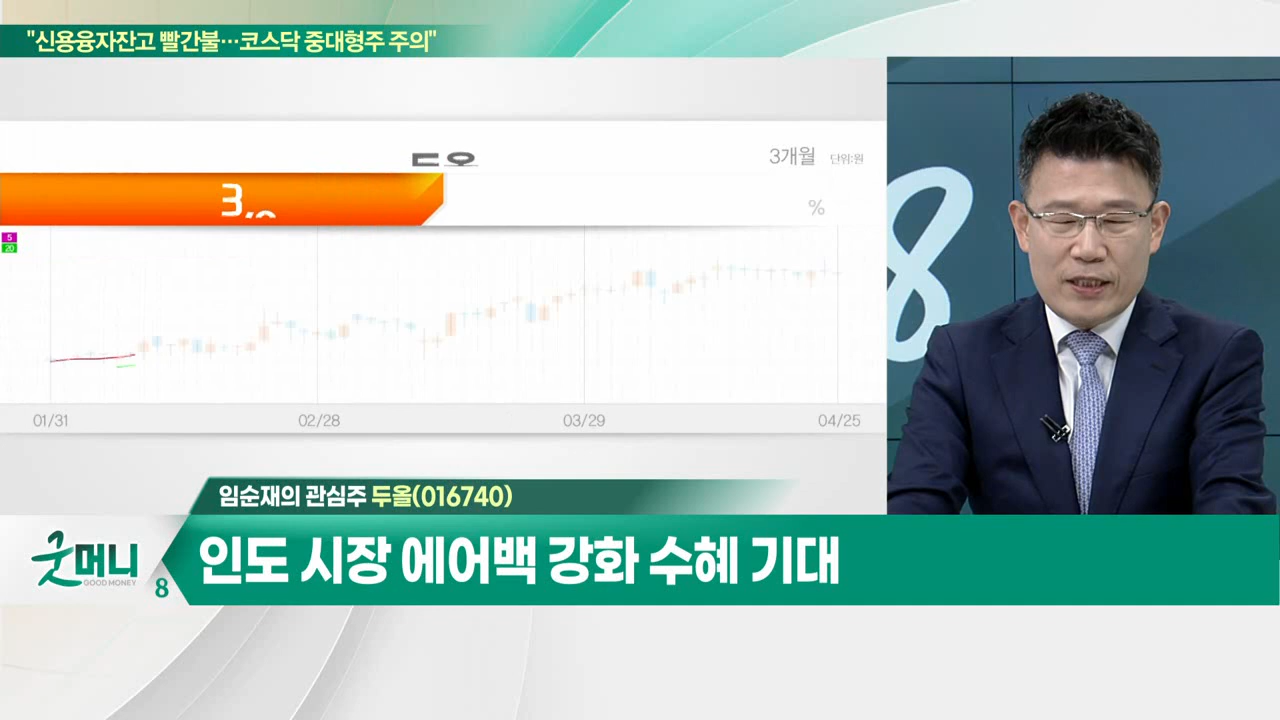 "신용융자잔고 빨간불…코스닥 중대형주 주의"
3개월 단위:원
%
5
20
01/31 02/28 03/29 04/25
임순재의 관심주 두올(016740)
인도 시장 에어백 강화 수혜 기대
굿머니
GOOD MONEY
8
8